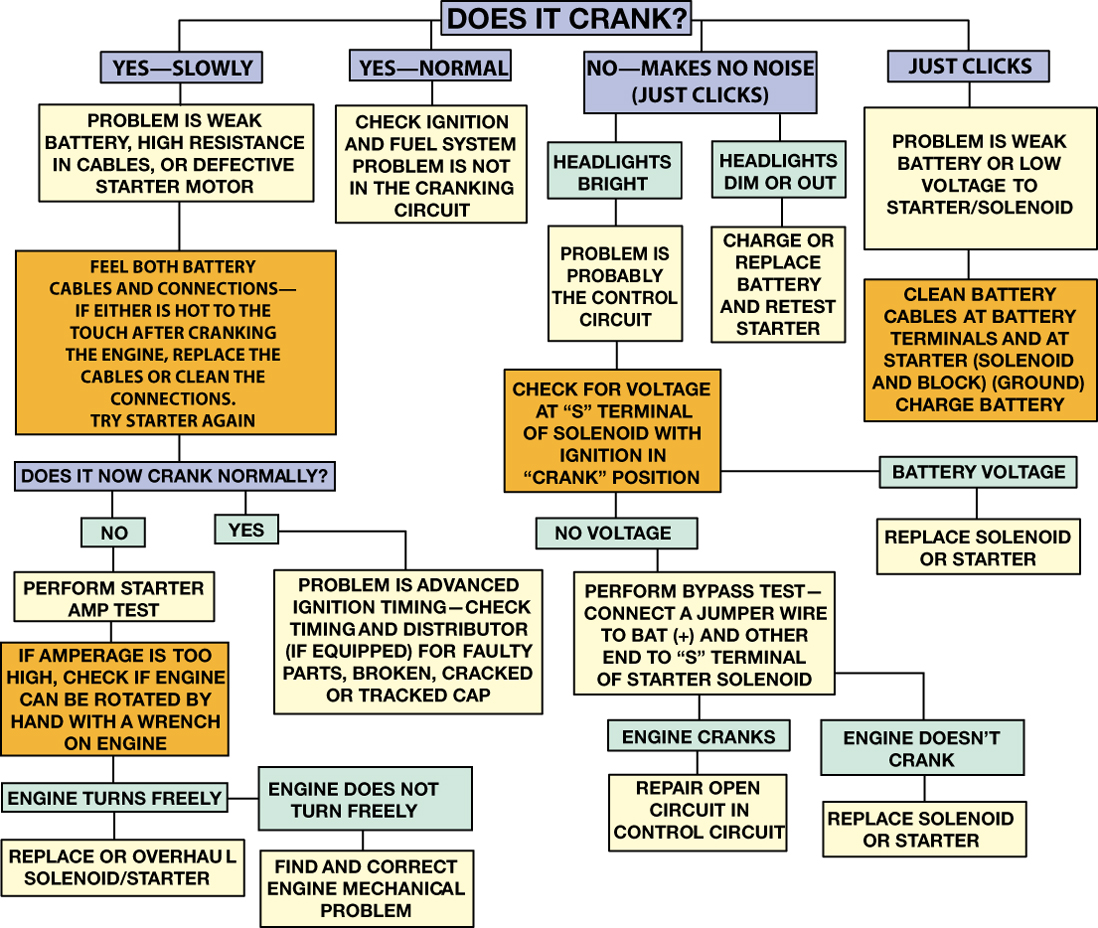 DOES IT CRANK?
YES—SLOWLY
YES—NORMAL
NO—MAKES NO NOISE
(JUST CLICKS)
JUST CLICKS
PROBLEM IS WEAK
BATTERY, HIGH RESISTANCE
IN CABLES, OR DEFECTIVE
STARTER MOTOR
CHECK IGNITION
AND FUEL SYSTEM
PROBLEM IS NOT
IN THE CRANKING
CIRCUIT
HEADLIGHTS
BRIGHT
HEADLIGHTS
DIM OR OUT
PROBLEM IS WEAK
BATTERY OR LOW
VOLTAGE TO
STARTER/SOLENOID
FEEL BOTH BATTERY
CABLES AND CONNECTIONS—
IF EITHER IS HOT TO THE
TOUCH AFTER CRANKING
THE ENGINE, REPLACE THE
CABLES OR CLEAN THE
CONNECTIONS.
TRY STARTER AGAIN
PROBLEM IS
PROBABLY
THE CONTROL
CIRCUIT
CHARGE OR
REPLACE
BATTERY
AND RETEST
STARTER
CLEAN BATTERY
CABLES AT BATTERY
TERMINALS AND AT
STARTER (SOLENOID
AND BLOCK) (GROUND)
CHARGE BATTERY
CHECK FOR VOLTAGE
AT “S” TERMINAL
OF SOLENOID WITH
IGNITION IN
“CRANK” POSITION
DOES IT NOW CRANK NORMALLY?
BATTERY VOLTAGE
NO
YES
NO VOLTAGE
REPLACE SOLENOID
OR STARTER
PERFORM STARTER
AMP TEST
PROBLEM IS ADVANCED
IGNITION TIMING—CHECK
TIMING AND DISTRIBUTOR
(IF EQUIPPED) FOR FAULTY
PARTS, BROKEN, CRACKED
OR TRACKED CAP
PERFORM BYPASS TEST—
CONNECT A JUMPER WIRE
TO BAT (+) AND OTHER
END TO “S” TERMINAL
OF STARTER SOLENOID
IF AMPERAGE IS TOO
HIGH, CHECK IF ENGINE
CAN BE ROTATED BY
HAND WITH A WRENCH
ON ENGINE
ENGINE CRANKS
ENGINE DOESN’T
CRANK
ENGINE TURNS FREELY
ENGINE DOES NOT
TURN FREELY
REPAIR OPEN
CIRCUIT IN
CONTROL CIRCUIT
REPLACE SOLENOID
OR STARTER
REPLACE OR OVERHAUL
SOLENOID/STARTER
FIND AND CORRECT
ENGINE MECHANICAL
PROBLEM